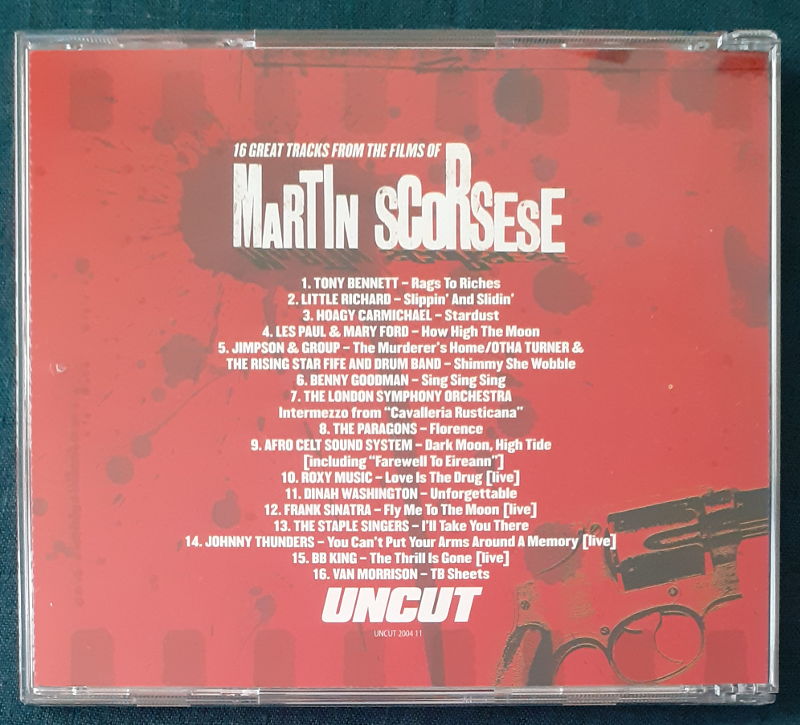 16 GREAT TRACKS FROM THE FILMS OF
MARTIN SCORSESE
1. TONY BENNETT – Rags To Riches
2. LITTLE RICHARD – Slippin' And Slidin'
3. HOAGY CARMICHAEL – Stardust
4. LES PAUL & MARY FORD – How High The Moon
5. JIMPSON & GROUP – The Murderer's Home/OTHA TURNER &
THE RISING STAR FIFE AND DRUM BAND – Shimmy She Wobble
6. BENNY GOODMAN – Sing Sing Sing
7. THE LONDON SYMPHONY ORCHESTRA
Intermezzo from "Cavalleria Rusticana"
8. THE PARAGONS – Florence
9. AFRO CELT SOUND SYSTEM – Dark Moon, High Tide
[including "Farewell To Eireann"]
10. ROXY MUSIC – Love Is The Drug [live]
11. DINAH WASHINGTON – Unforgettable
12. FRANK SINATRA – Fly Me To The Moon [live]
13. THE STAPLE SINGERS – I'll Take You There
14. JOHNNY THUNDERS – You Can't Put Your Arms Around A Memory [live]
15. BB KING – The Thrill Is Gone [live]
16. VAN MORRISON – TB Sheets
UNCUT
UNCUT 2004 11